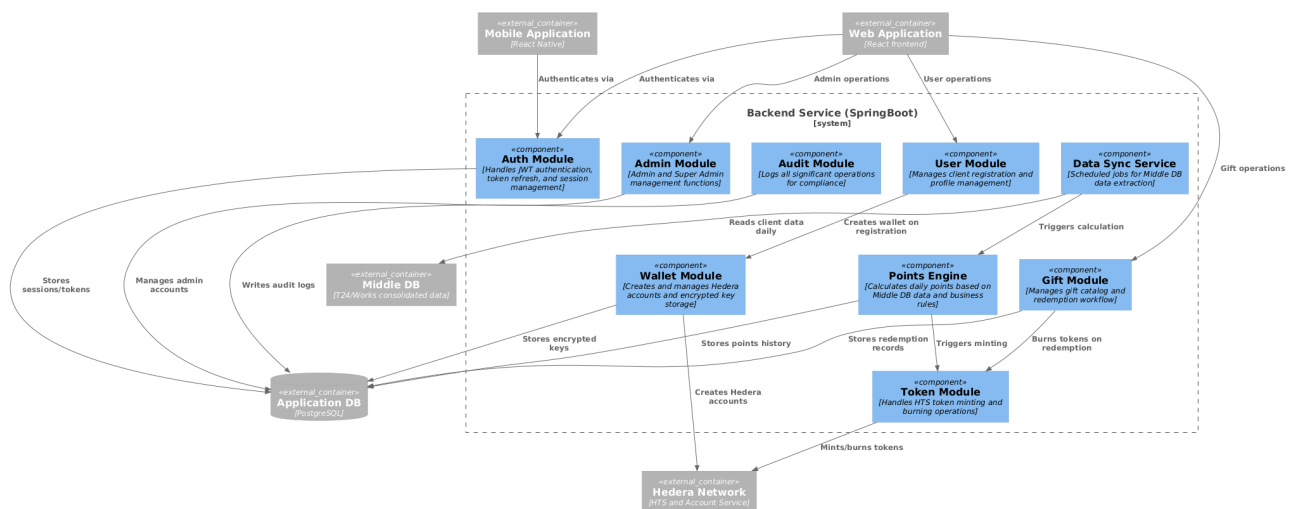 «external_container»
Mobile Application
[React Native]
«external_container»
Web Application
[React frontend]
Authenticates via
Authenticates via
Admin operations
User operations
Gift operations
Backend Service (SpringBoot)
[system]
«component»
Auth Module
[Handles JWT authentication,
token refresh, and session
management]
«component»
Admin Module
[Admin and Super Admin
management functions]
«component»
Audit Module
[Logs all significant operations
for compliance]
«component»
User Module
[Manages client registration and
profile management]
«component»
Data Sync Service
[Scheduled jobs for Middle DB
data extraction]
Reads client data
daily
Creates wallet on
registration
Triggers calculation
Stores
sessions/tokens
Manages admin
accounts
Writes audit logs
«external_container»
Middle DB
[T24/Works consolidated data]
«component»
Wallet Module
[Creates and manages Hedera
accounts and encrypted key
storage]
«component»
Points Engine
[Calculates daily points based on
Middle DB data and business
rules]
«component»
Gift Module
[Manages gift catalog and
redemption workflow]
Stores encrypted
keys
Stores points history
Stores redemption
records
Triggers minting
Burns tokens on
redemption
«external_container»
Application DB
[PostgreSQL]
Creates Hedera
accounts
«component»
Token Module
[Handles HTS token minting and
burning operations]
Mints/burns tokens
«external_container»
Hedera Network
[HTS and Account Service]